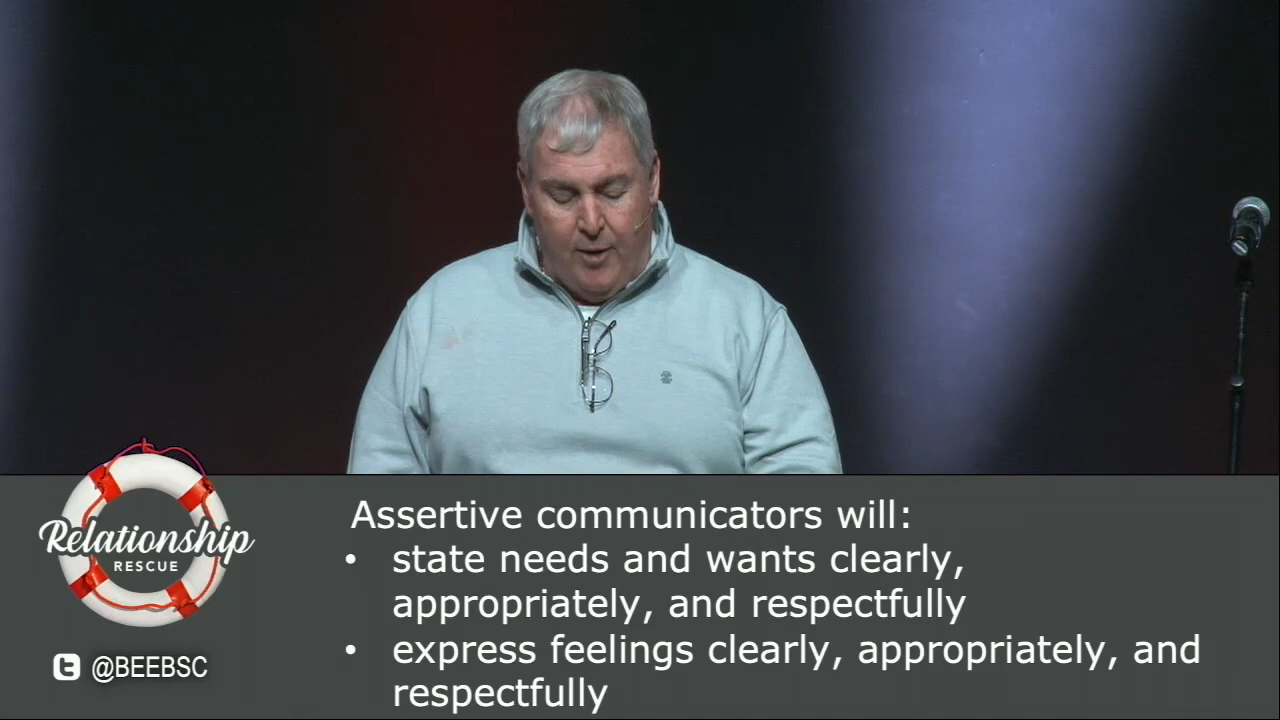 Assertive communicators will:
• state needs and wants clearly,
appropriately, and respectfully
• express feelings clearly, appropriately, and
respectfully
Relationship
RESCUE
@BEEBSC